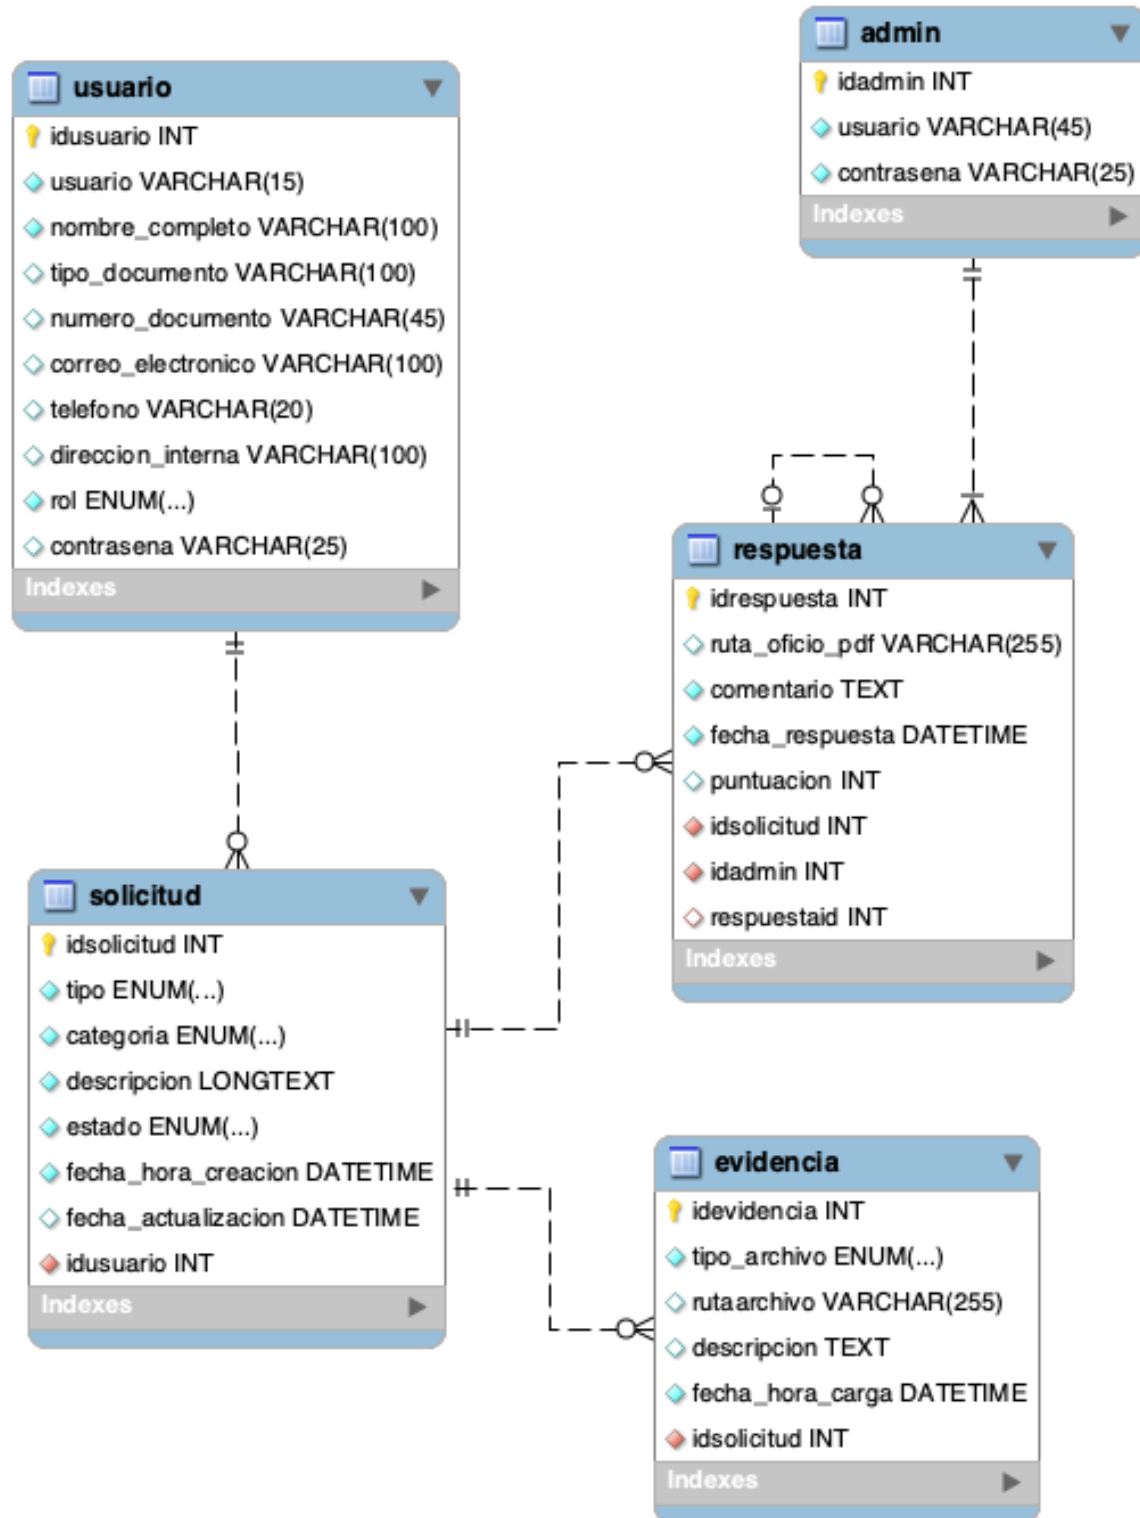 usuario
idusuario INT
usuario VARCHAR(15)
nombre_completo VARCHAR(100)
tipo_documento VARCHAR(100)
numero_documento VARCHAR(45)
correo_electronico VARCHAR(100)
telefono VARCHAR(20)
direccion_interna VARCHAR(100)
rol ENUM(...)
contrasena VARCHAR(25)
Indexes
admin
idadmin INT
usuario VARCHAR(45)
contrasena VARCHAR(25)
Indexes
respuesta
idrespuesta INT
ruta_oficio_pdf VARCHAR(255)
comentario TEXT
fecha_respuesta DATETIME
puntuacion INT
idsolicitud INT
idadmin INT
respuestaid INT
Indexes
solicitud
idsolicitud INT
tipo ENUM(...)
categoria ENUM(...)
descripcion LONGTEXT
estado ENUM(...)
fecha_hora_creacion DATETIME
fecha_actualizacion DATETIME
idusuario INT
Indexes
evidencia
idevidencia INT
tipo_archivo ENUM(...)
rutaarchivo VARCHAR(255)
descripcion TEXT
fecha_hora_carga DATETIME
idsolicitud INT
Indexes